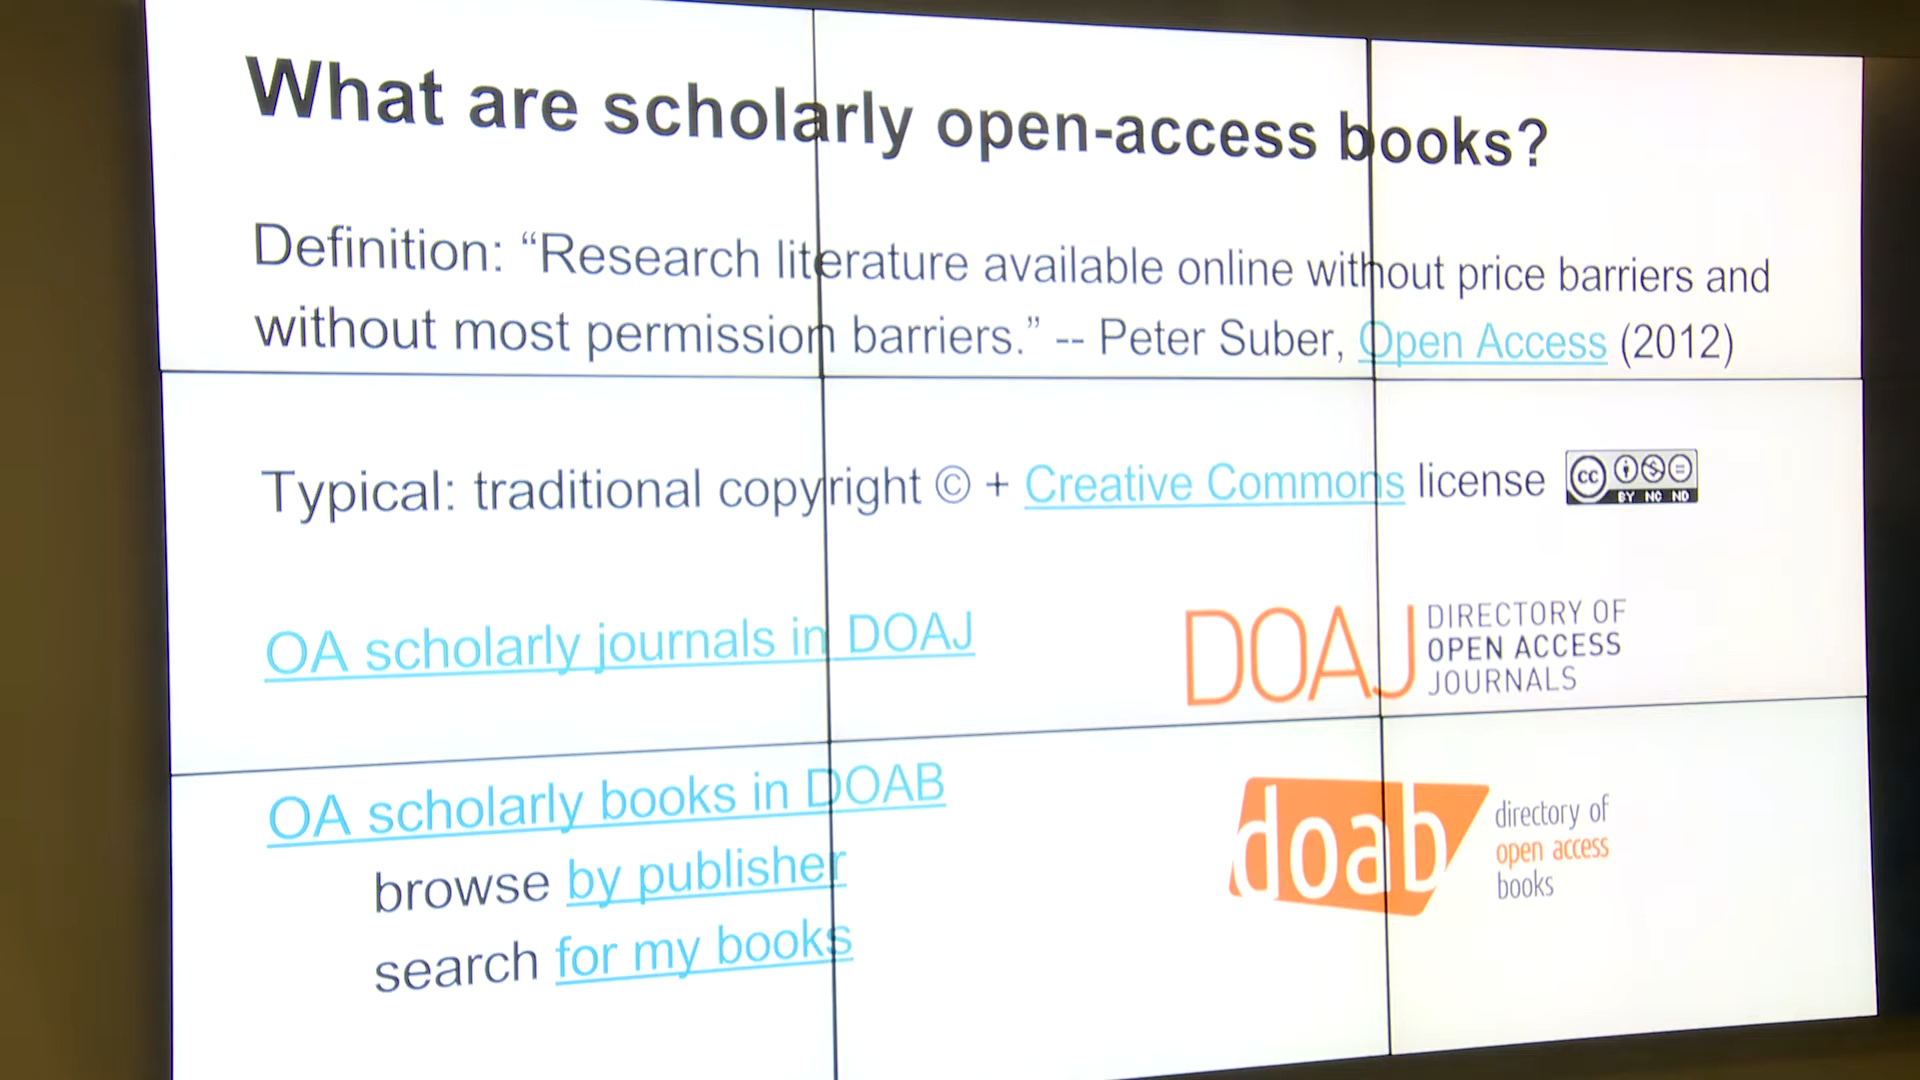 What are scholarly open-access books?
Definition: “Research literature available online without price barriers and
without most permission barriers.” -- Peter Suber, Open Access (2012)
Typical: traditional copyright © + Creative Commons license
cc BY NC ND
OA scholarly journals in DOAJ
DOAJ
DIRECTORY OF
OPEN ACCESS
JOURNALS
OA scholarly books in DOAB
browse by publisher
search for my books
doab
directory of
open access
books